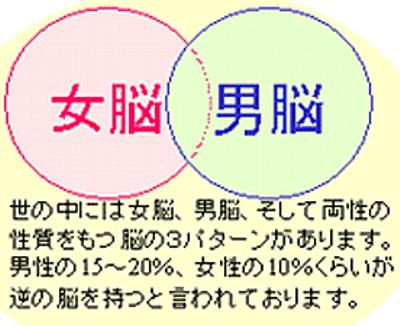 女脳 男脳
世の中には女脳、男脳、そして両性の
性質をもつ脳の3パターンがあります。
男性の15~20%、女性の10%くらいが
逆の脳を持つと言われております。